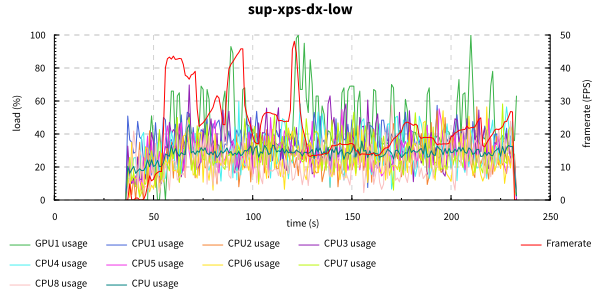 sup-xps-dx-low
100 50
80 40
60 30
40 20
20 10
0 0
load (%)
framerate (FPS)
0 50 100 150 200 250
time (s)
GPU1 usage CPU1 usage CPU2 usage CPU3 usage Framerate
CPU4 usage CPU5 usage CPU6 usage CPU7 usage
CPU8 usage CPU usage